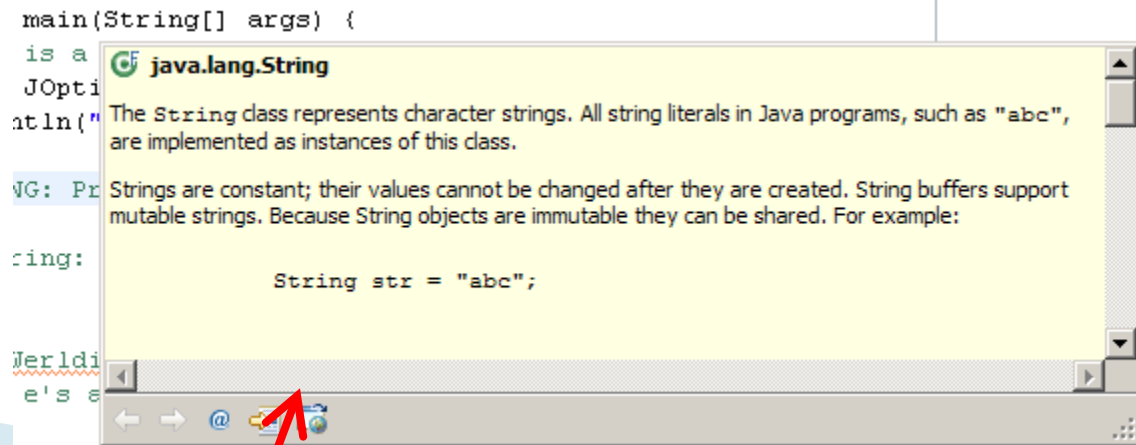 main(String[] args) {
is a
JOpti
ntln("
NG: Pr
ring:
Werldi
e's a
java.lang.String
The String class represents character strings. All string literals in Java programs, such as "abc",
are implemented as instances of this class.
Strings are constant; their values cannot be changed after they are created. String buffers support
mutable strings. Because String objects are immutable they can be shared. For example:
String str = "abc";
@